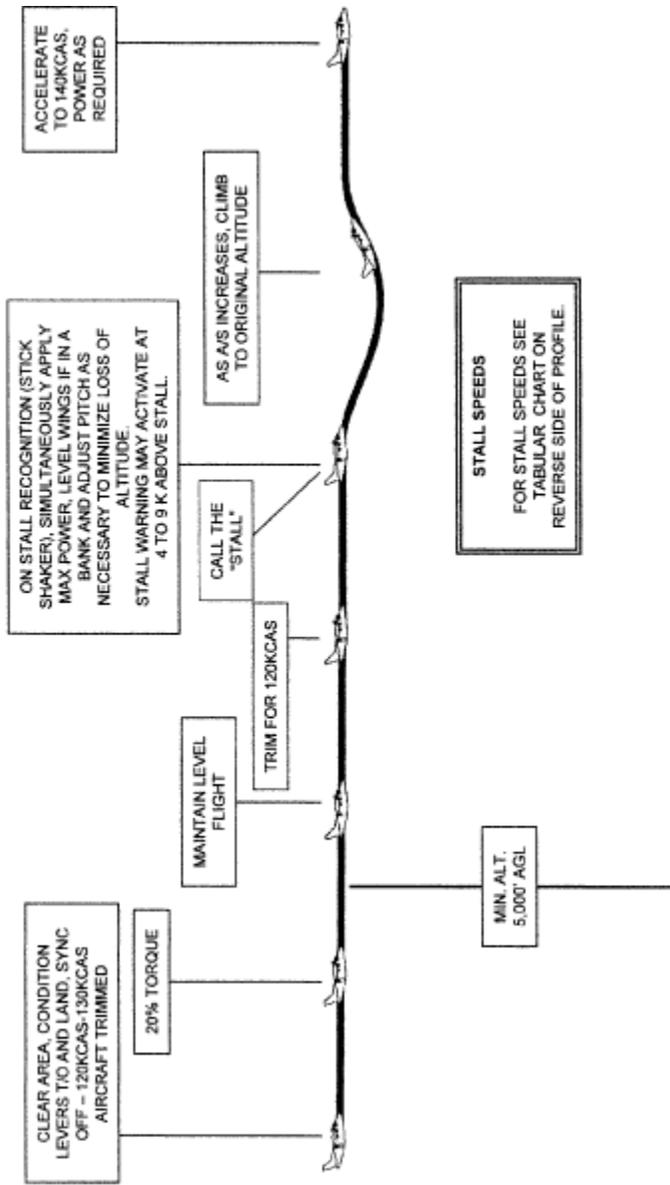 CLEAR AREA, CONDITION
LEVERS T/O AND LAND, SYNC
OFF – 120KCAS-130KCAS
AIRCRAFT TRIMMED
20% TORQUE
MAINTAIN LEVEL
FLIGHT
TRIM FOR 120KCAS
CALL THE
"STALL"
ON STALL RECOGNITION (STICK
SHAKER), SIMULTANEOUSLY APPLY
MAX POWER, LEVEL WINGS IF IN A
BANK AND ADJUST PITCH AS
NECESSARY TO MINIMIZE LOSS OF
ALTITUDE.
STALL WARNING MAY ACTIVATE AT
4 TO 9 K ABOVE STALL.
AS A/S INCREASES, CLIMB
TO ORIGINAL ALTITUDE
ACCELERATE
TO 140KCAS,
POWER AS
REQUIRED
MIN. ALT.
5,000' AGL
STALL SPEEDS
FOR STALL SPEEDS SEE
TABULAR CHART ON
REVERSE SIDE OF PROFILE.